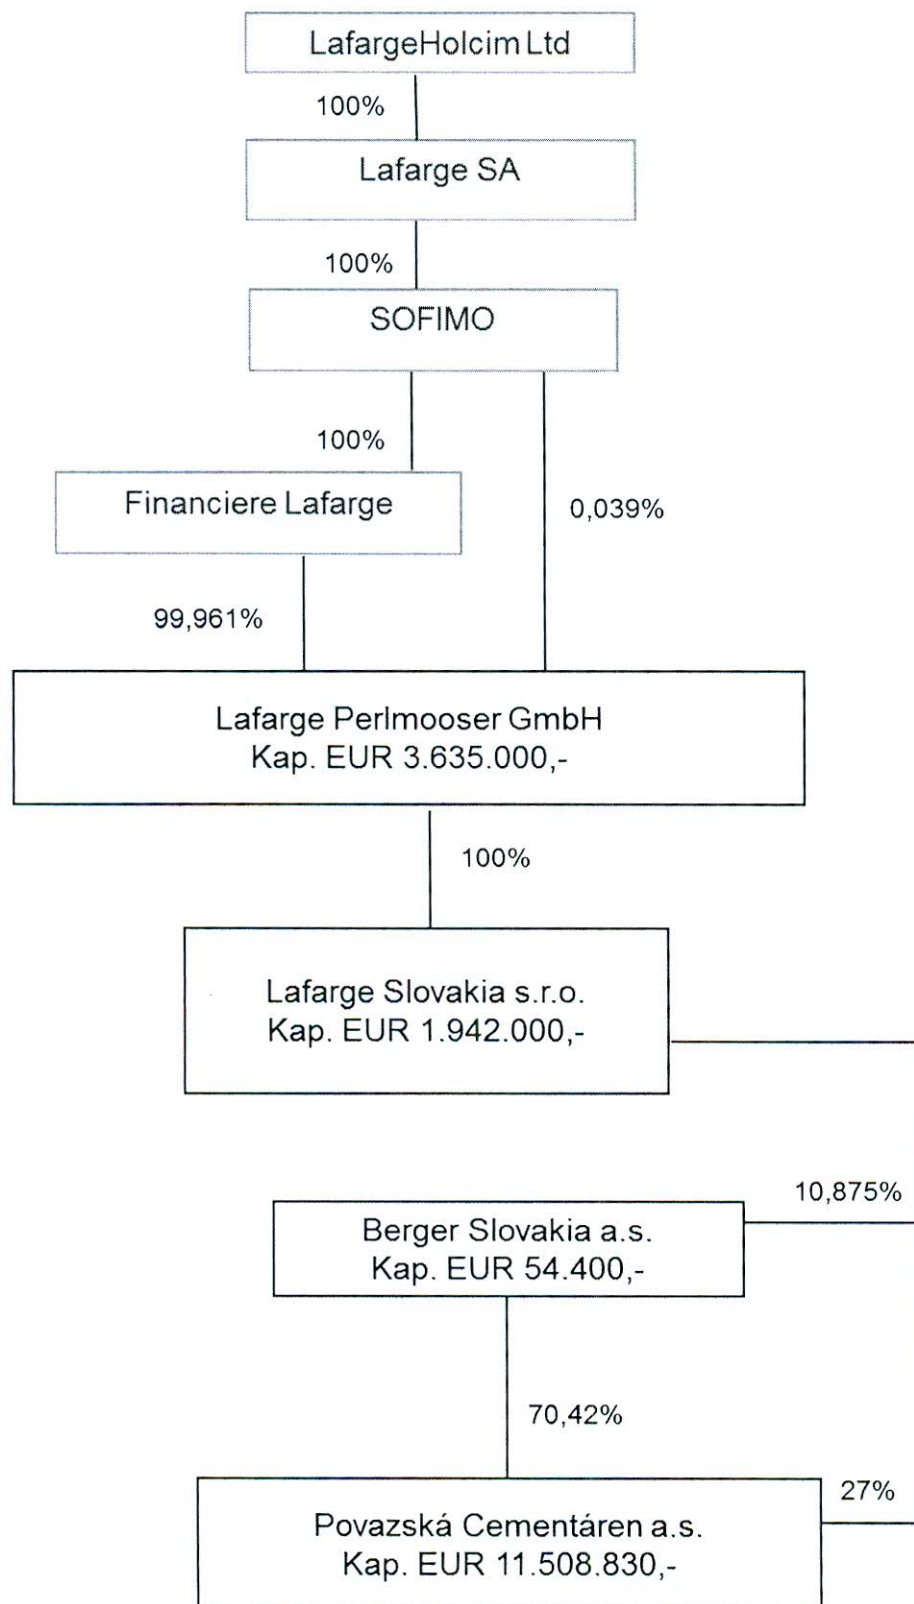 LafargeHolcim Ltd
100%
Lafarge SA
100%
SOFIMO
100%
Financiere Lafarge
0,039%
99,961%
Lafarge Perlmooser GmbH
Kap. EUR 3.635.000,-
100%
Lafarge Slovakia s.r.o.
Kap. EUR 1.942.000,-
10,875%
Berger Slovakia a.s.
Kap. EUR 54.400,-
70,42%
27%
Povazská Cementáren a.s.
Kap. EUR 11.508.830,-